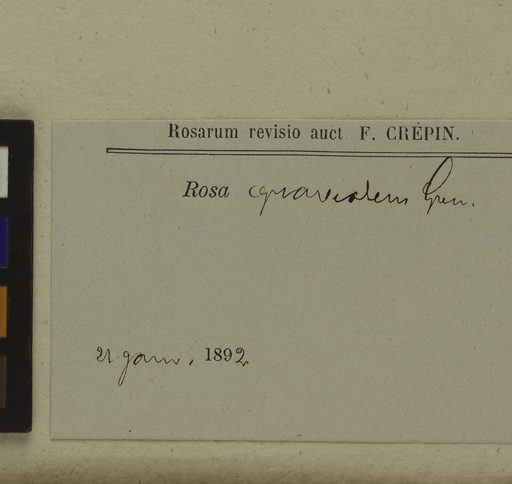 Rosarum revisio auct. F. CRÉPIN.
Rosa graveolens Gren.
21 janv. 1892